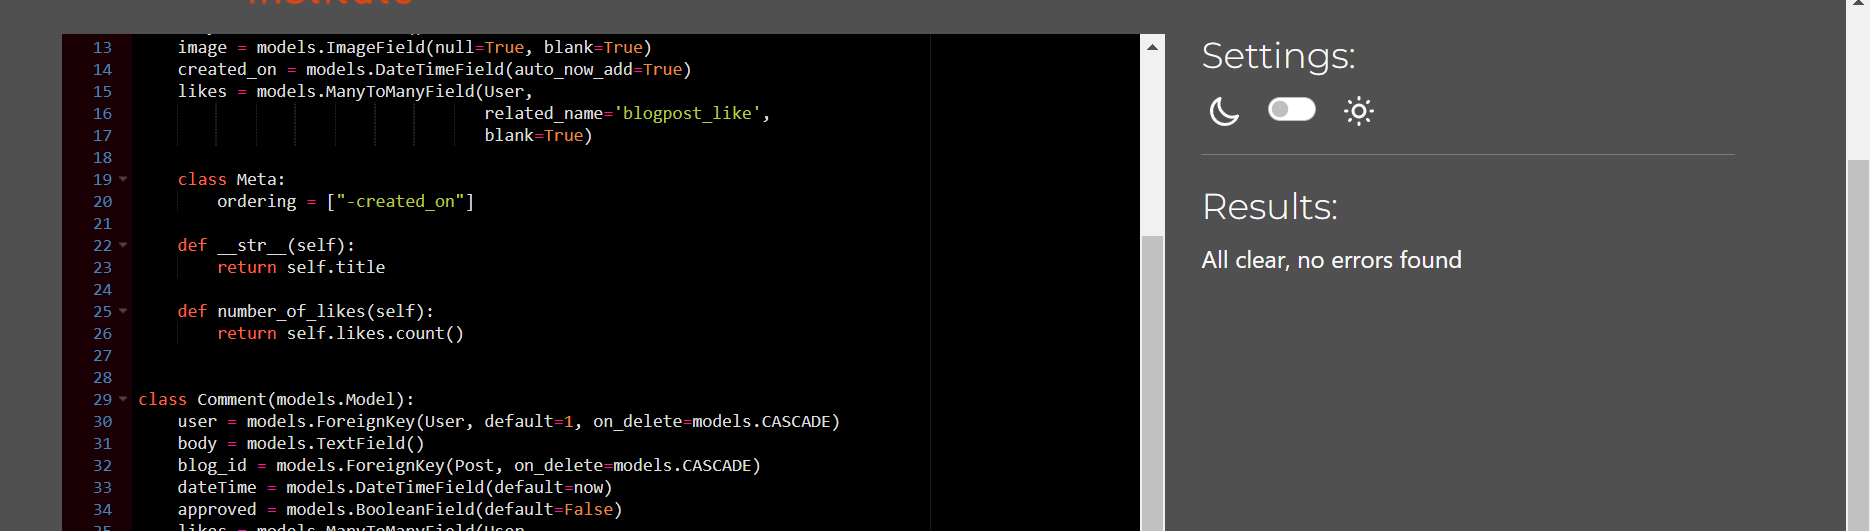 institute
13 image = models.ImageField(null=True, blank=True)
14 created_on = models.DateTimeField(auto_now_add=True)
15 likes = models.ManyToManyField(User,
16 related_name='blogpost_like',
17 blank=True)
18
19 class Meta:
20 ordering = ["-created_on"]
21
22 def __str__(self):
23 return self.title
24
25 def number_of_likes(self):
26 return self.likes.count()
27
28
29 class Comment(models.Model):
30 user = models.ForeignKey(User, default=1, on_delete=models.CASCADE)
31 body = models.TextField()
32 blog_id = models.ForeignKey(Post, on_delete=models.CASCADE)
33 dateTime = models.DateTimeField(default=now)
34 approved = models.BooleanField(default=False)
35 likes = models.ManyToManyField(User,
Settings:
Results:
All clear, no errors found